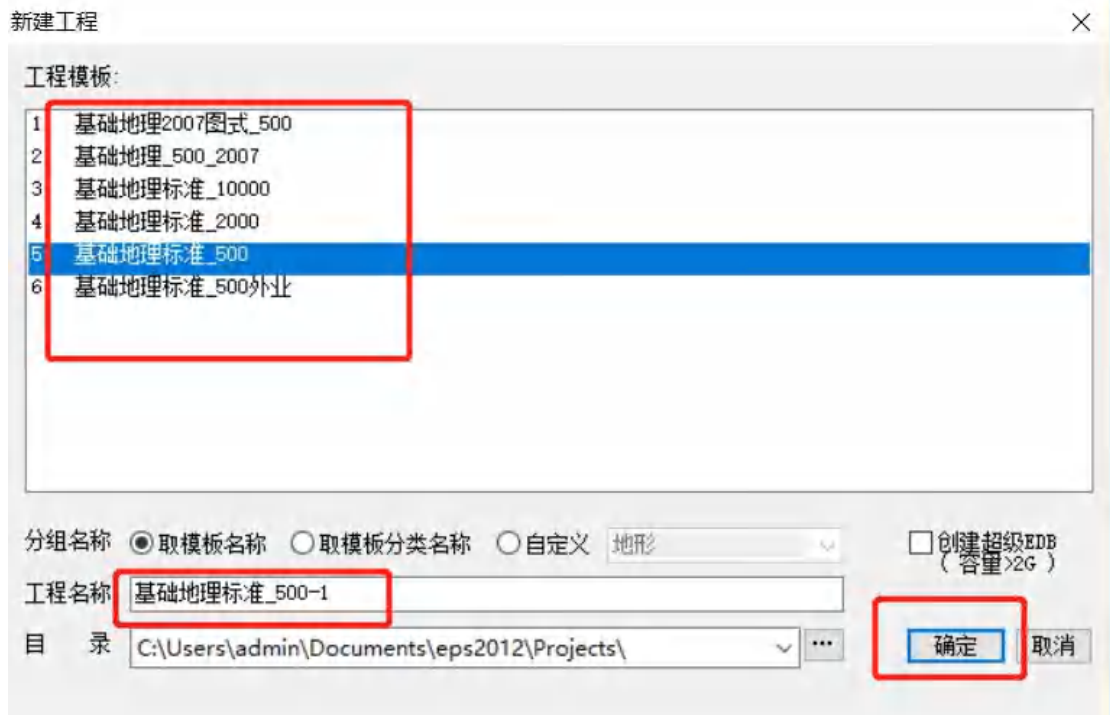 新建工程
工程模板:
1 基础地理2007图式_500
2 基础地理_500_2007
3 基础地理标准_10000
4 基础地理标准_2000
5 基础地理标准_500
6 基础地理标准_500外业
分组名称 取模板名称 取模板分类名称 自定义 地形 创建超级EDB
( 容量>2G )
工程名称 基础地理标准_500-1
目 录 C:\Users\admin\Documents\eps2012\Projects\ ... 确定 取消